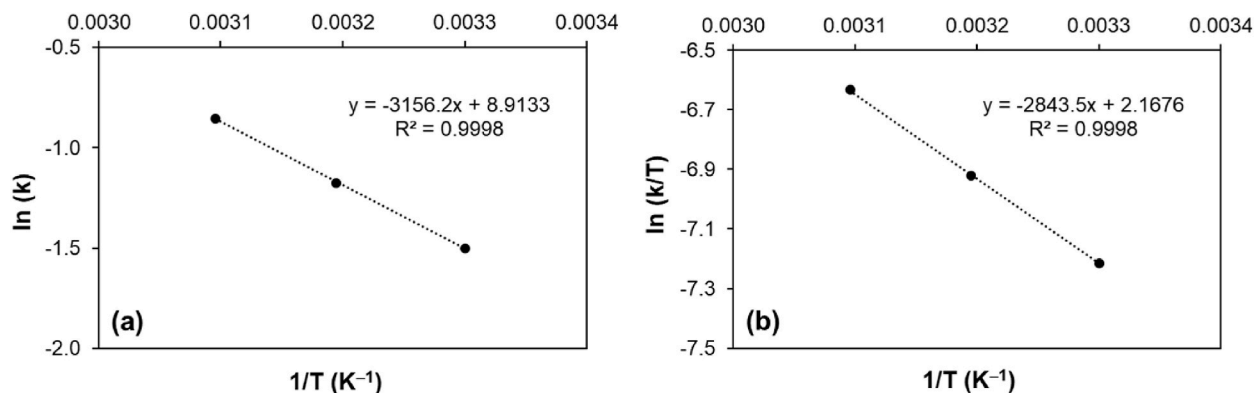 0.0030 0.0031 0.0032 0.0033 0.0034
-0.5
-1.0
-1.5
-2.0
ln (k)
y = -3156.2x + 8.9133
R² = 0.9998
(a)
1/T (K⁻¹)
0.0030 0.0031 0.0032 0.0033 0.0034
-6.5
-6.7
-6.9
-7.1
-7.3
-7.5
ln (k/T)
y = -2843.5x + 2.1676
R² = 0.9998
(b)
1/T (K⁻¹)